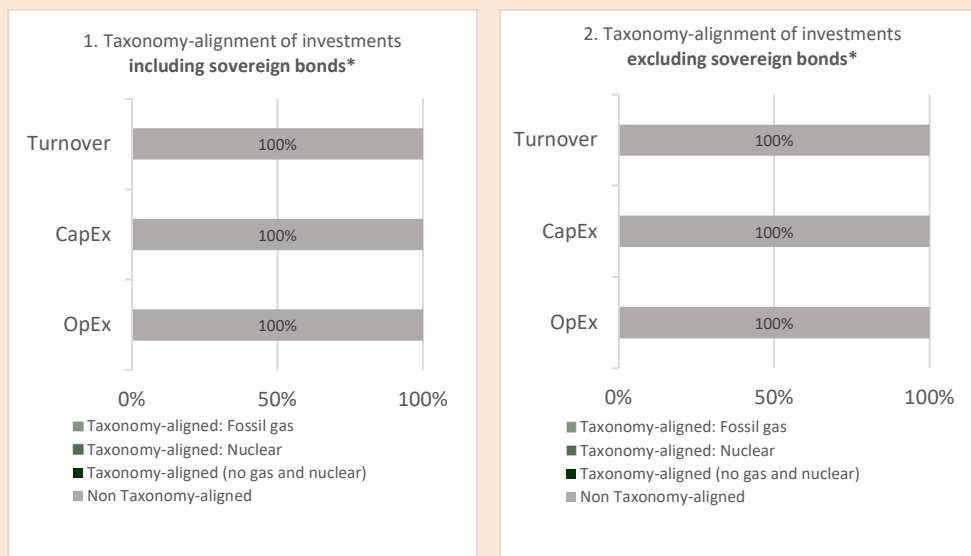 1. Taxonomy-alignment of investments
including sovereign bonds*
Turnover
100%
CapEx
100%
OpEx
100%
0% 50% 100%
Taxonomy-aligned: Fossil gas
Taxonomy-aligned: Nuclear
Taxonomy-aligned (no gas and nuclear)
Non Taxonomy-aligned
2. Taxonomy-alignment of investments
excluding sovereign bonds*
Turnover
100%
CapEx
100%
OpEx
100%
0% 50% 100%
Taxonomy-aligned: Fossil gas
Taxonomy-aligned: Nuclear
Taxonomy-aligned (no gas and nuclear)
Non Taxonomy-aligned